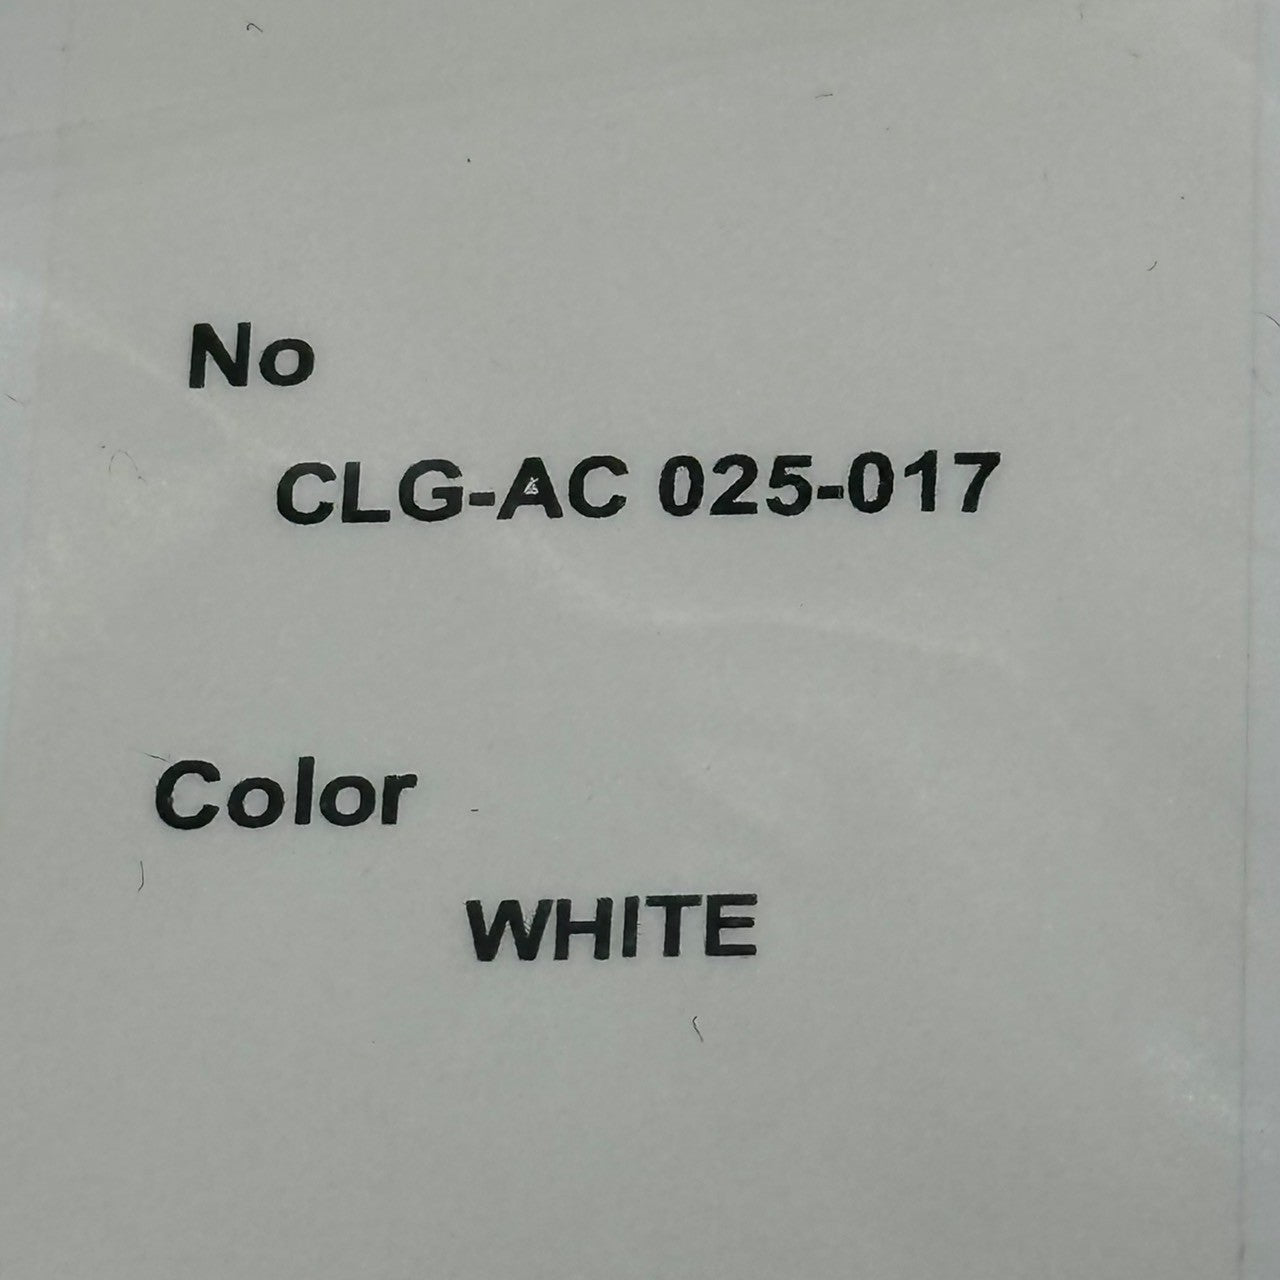 No
CLG-AC 025-017
Color
WHITE